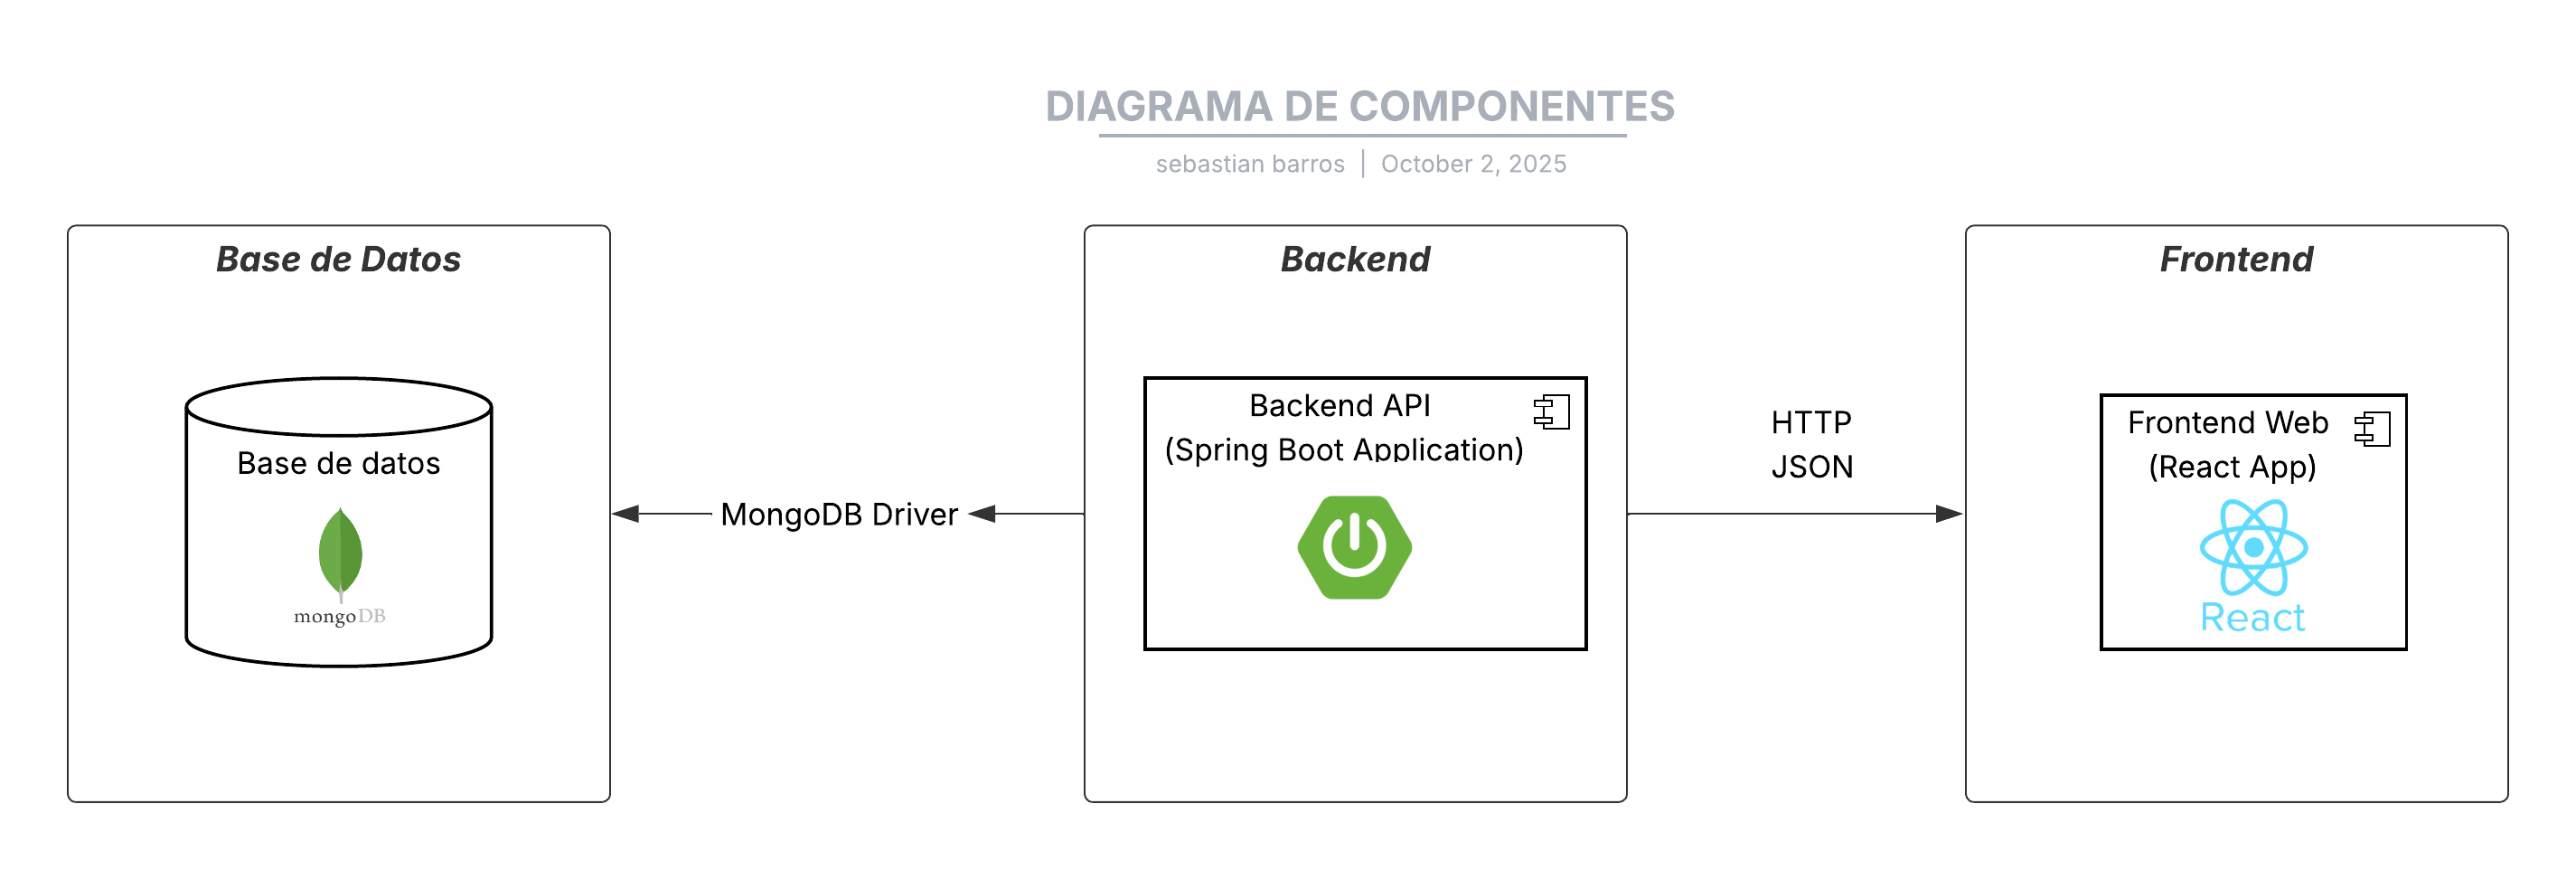 DIAGRAMA DE COMPONENTES
sebastian barros | October 2, 2025
Base de Datos
Base de datos
mongoDB
MongoDB Driver
Backend
Backend API
(Spring Boot Application)
HTTP
JSON
Frontend
Frontend Web
(React App)
React